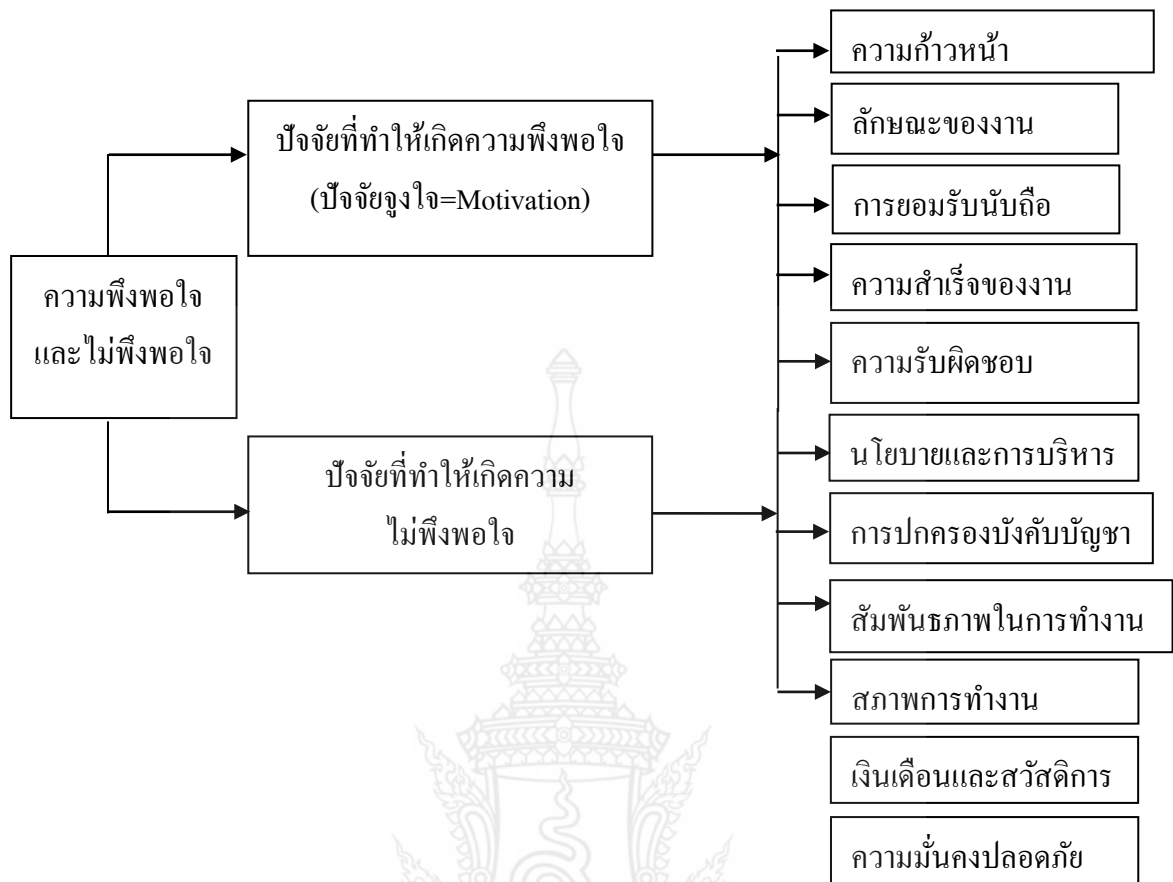 ความพึงพอใจ
และไม่พึงพอใจ
ปัจจัยที่ทำให้เกิดความพึงพอใจ
(ปัจจัยจูงใจ=Motivation)
ปัจจัยที่ทำให้เกิดความ
ไม่พึงพอใจ
ความก้าวหน้า
ลักษณะของงาน
การยอมรับนับถือ
ความสำเร็จของงาน
ความรับผิดชอบ
นโยบายและการบริหาร
การปกครองบังคับบัญชา
สัมพันธภาพในการทำงาน
สภาพการทำงาน
เงินเดือนและสวัสดิการ
ความมั่นคงปลอดภัย